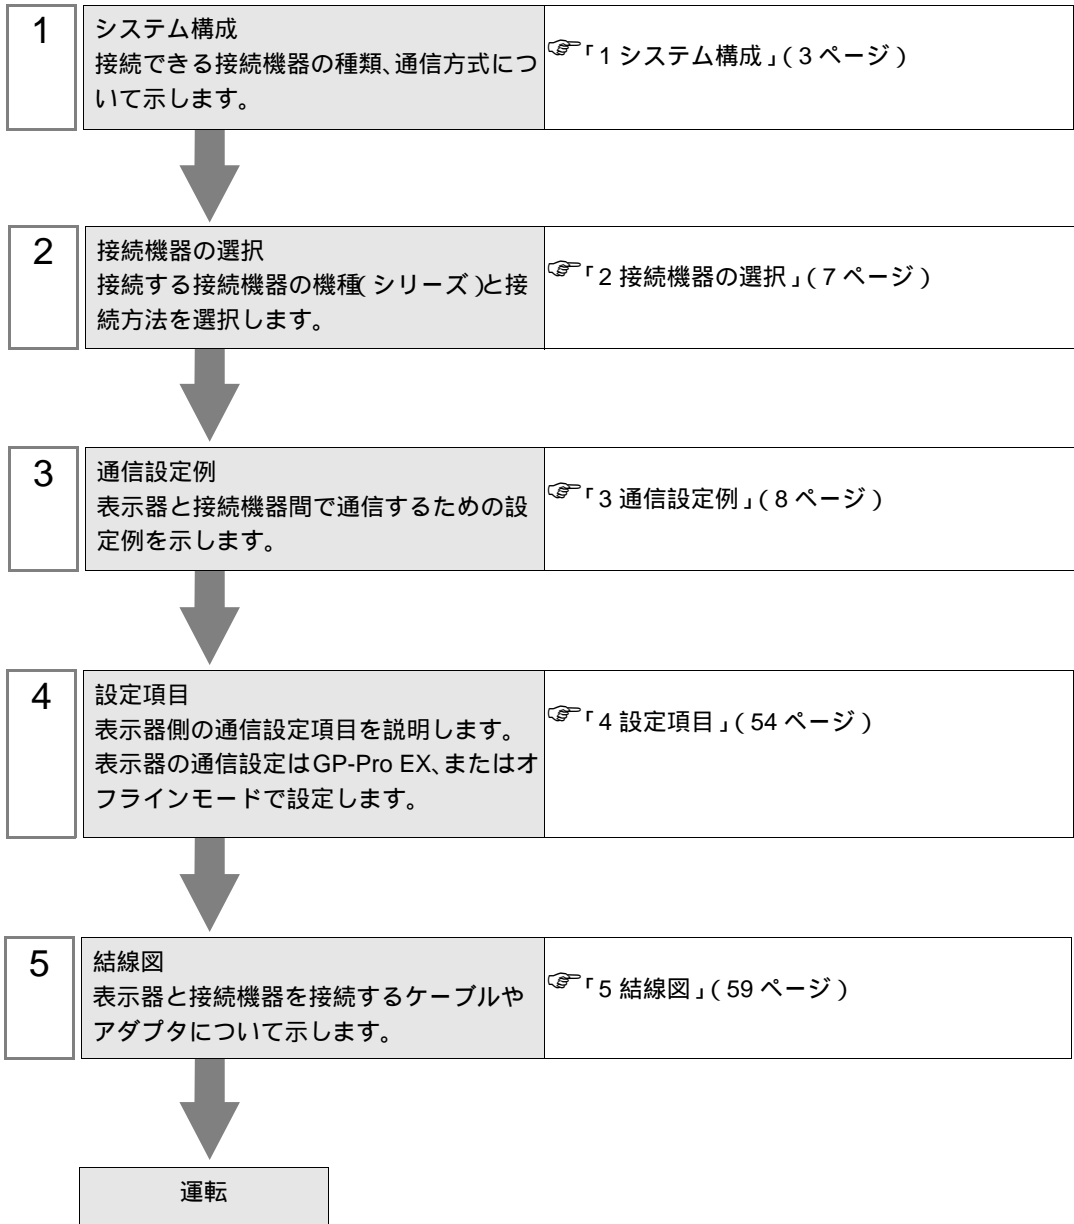 1
システム構成
接続できる接続機器の種類、通信方式につ
いて示します。
☞「1 システム構成」( 3 ページ )
2
接続機器の選択
接続する接続機器の機種( シリーズ )と接
続方法を選択します。
☞「2 接続機器の選択」( 7 ページ )
3
通信設定例
表示器と接続機器間で通信するための設
定例を示します。
☞「3 通信設定例」( 8 ページ )
4
設定項目
表示器側の通信設定項目を説明します。
表示器の通信設定はGP-Pro EX、またはオ
フラインモードで設定します。
☞「4 設定項目」( 54 ページ )
5
結線図
表示器と接続機器を接続するケーブルや
アダプタについて示します。
☞「5 結線図」( 59 ページ )
運転